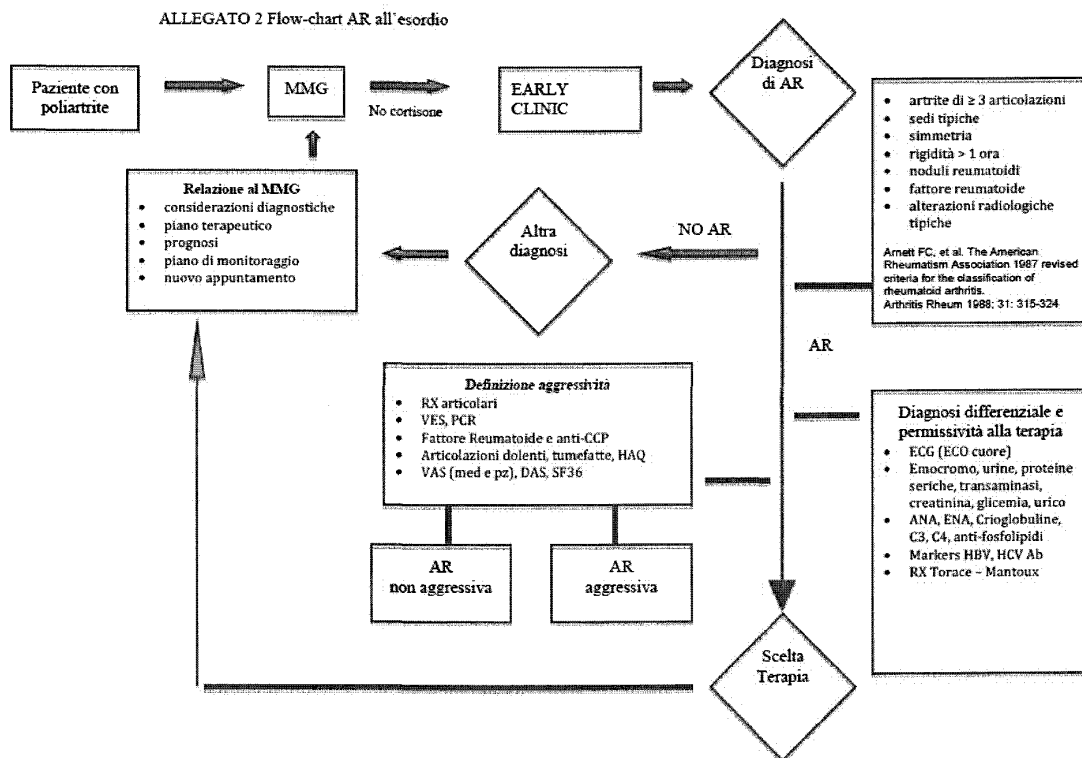 ALLEGATO 2 Flow-chart AR all'esordio
Paziente con
poliartrite
MMG
No cortisone
EARLY
CLINIC
Diagnosi
di AR
• artrite di ≥ 3 articolazioni
• sedi tipiche
• simmetria
• rigidità > 1 ora
• noduli reumatoidi
• fattore reumatoide
• alterazioni radiologiche
tipiche
Arnett FC, et al. The American
Rheumatism Association 1987 revised
criteria for the classification of
rheumatoid arthritis.
Arthritis Rheum 1988; 31: 315-324
Relazione al MMG
• considerazioni diagnostiche
• piano terapeutico
• prognosi
• piano di monitoraggio
• nuovo appuntamento
Altra
diagnosi
NO AR
AR
Definizione aggressività
• RX articolari
• VES, PCR
• Fattore Reumatoide e anti-CCP
• Articolazioni dolenti, tumefatte, HAQ
• VAS (med e pz), DAS, SF36
AR
non aggressiva
AR
aggressiva
Diagnosi differenziale e
permissività alla terapia
• ECG (ECO cuore)
• Emocromo, urine, proteine
seriche, transaminasi,
creatinina, glicemia, urico
• ANA, ENA, Crioglobuline,
C3, C4, anti-fosfolipidi
• Markers HBV, HCV Ab
• RX Torace – Mantoux
Scelta
Terapia